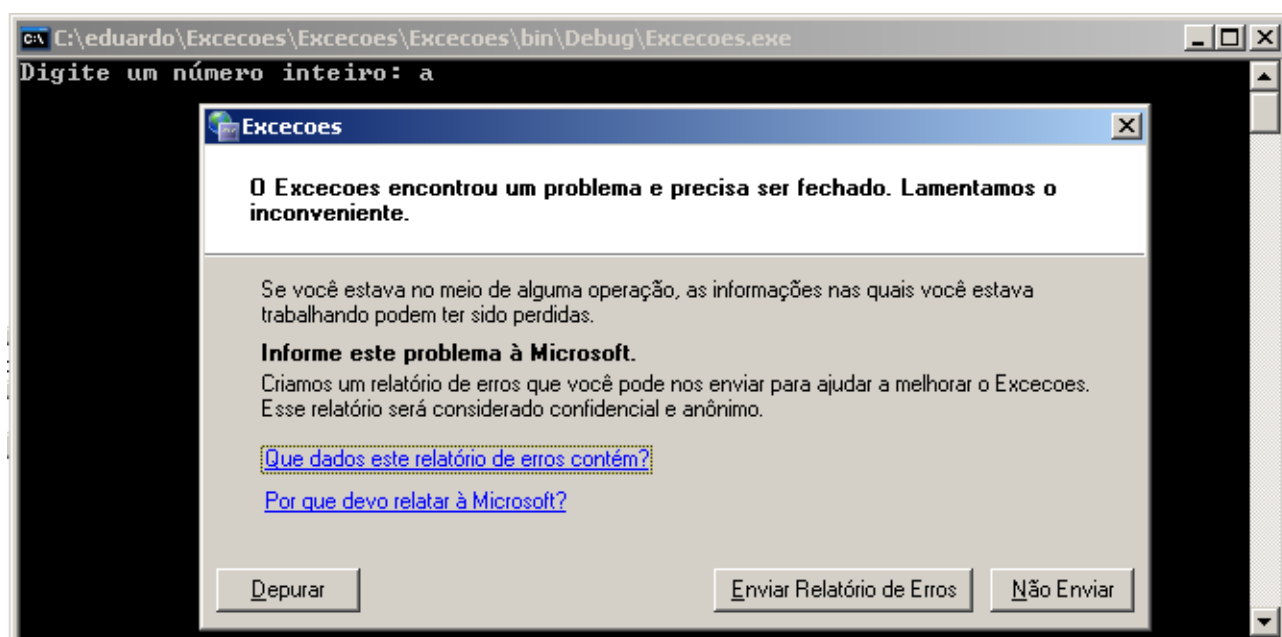 C:\eduardo\Excecoes\Excecoes\Excecoes\bin\Debug\Excecoes.exe
Digite um número inteiro: a
Excecoes
O Excecoes encontrou um problema e precisa ser fechado. Lamentamos o
inconveniente.
Se você estava no meio de alguma operação, as informações nas quais você estava
trabalhando podem ter sido perdidas.
Informe este problema à Microsoft.
Criamos um relatório de erros que você pode nos enviar para ajudar a melhorar o Excecoes.
Esse relatório será considerado confidencial e anônimo.
Que dados este relatório de erros contém?
Por que devo relatar à Microsoft?
Depurar
Enviar Relatório de Erros
Não Enviar